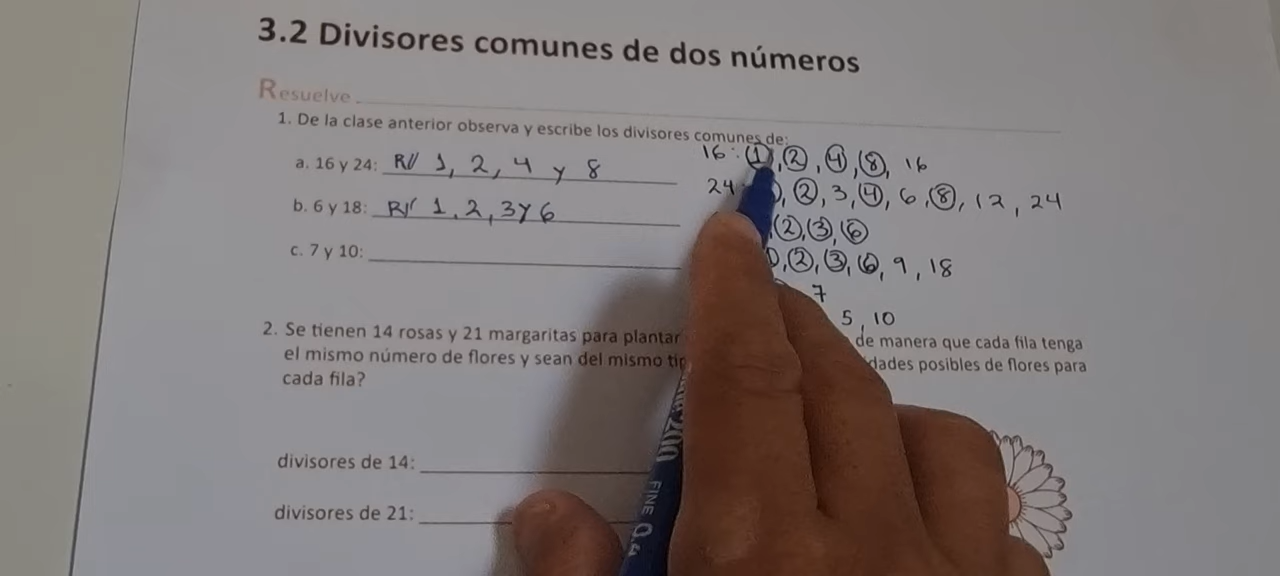 3.2 Divisores comunes de dos números
Resuelve
1. De la clase anterior observa y escribe los divisores comunes de:
16: 1, 2, 4, 8, 16
a. 16 y 24: R// 1, 2, 4 y 8
24 , 2, 3, 4, 6, 8, 12, 24
b. 6 y 18: R// 1, 2, 3 y 6
, 2, 3, 6
c. 7 y 10:
, 2, 3, 6, 9, 18
7
5, 10
2. Se tienen 14 rosas y 21 margaritas para plantar de manera que cada fila tenga
el mismo número de flores y sean del mismo posibles de flores para
cada fila?
divisores de 14:
divisores de 21:
FINE 0.4